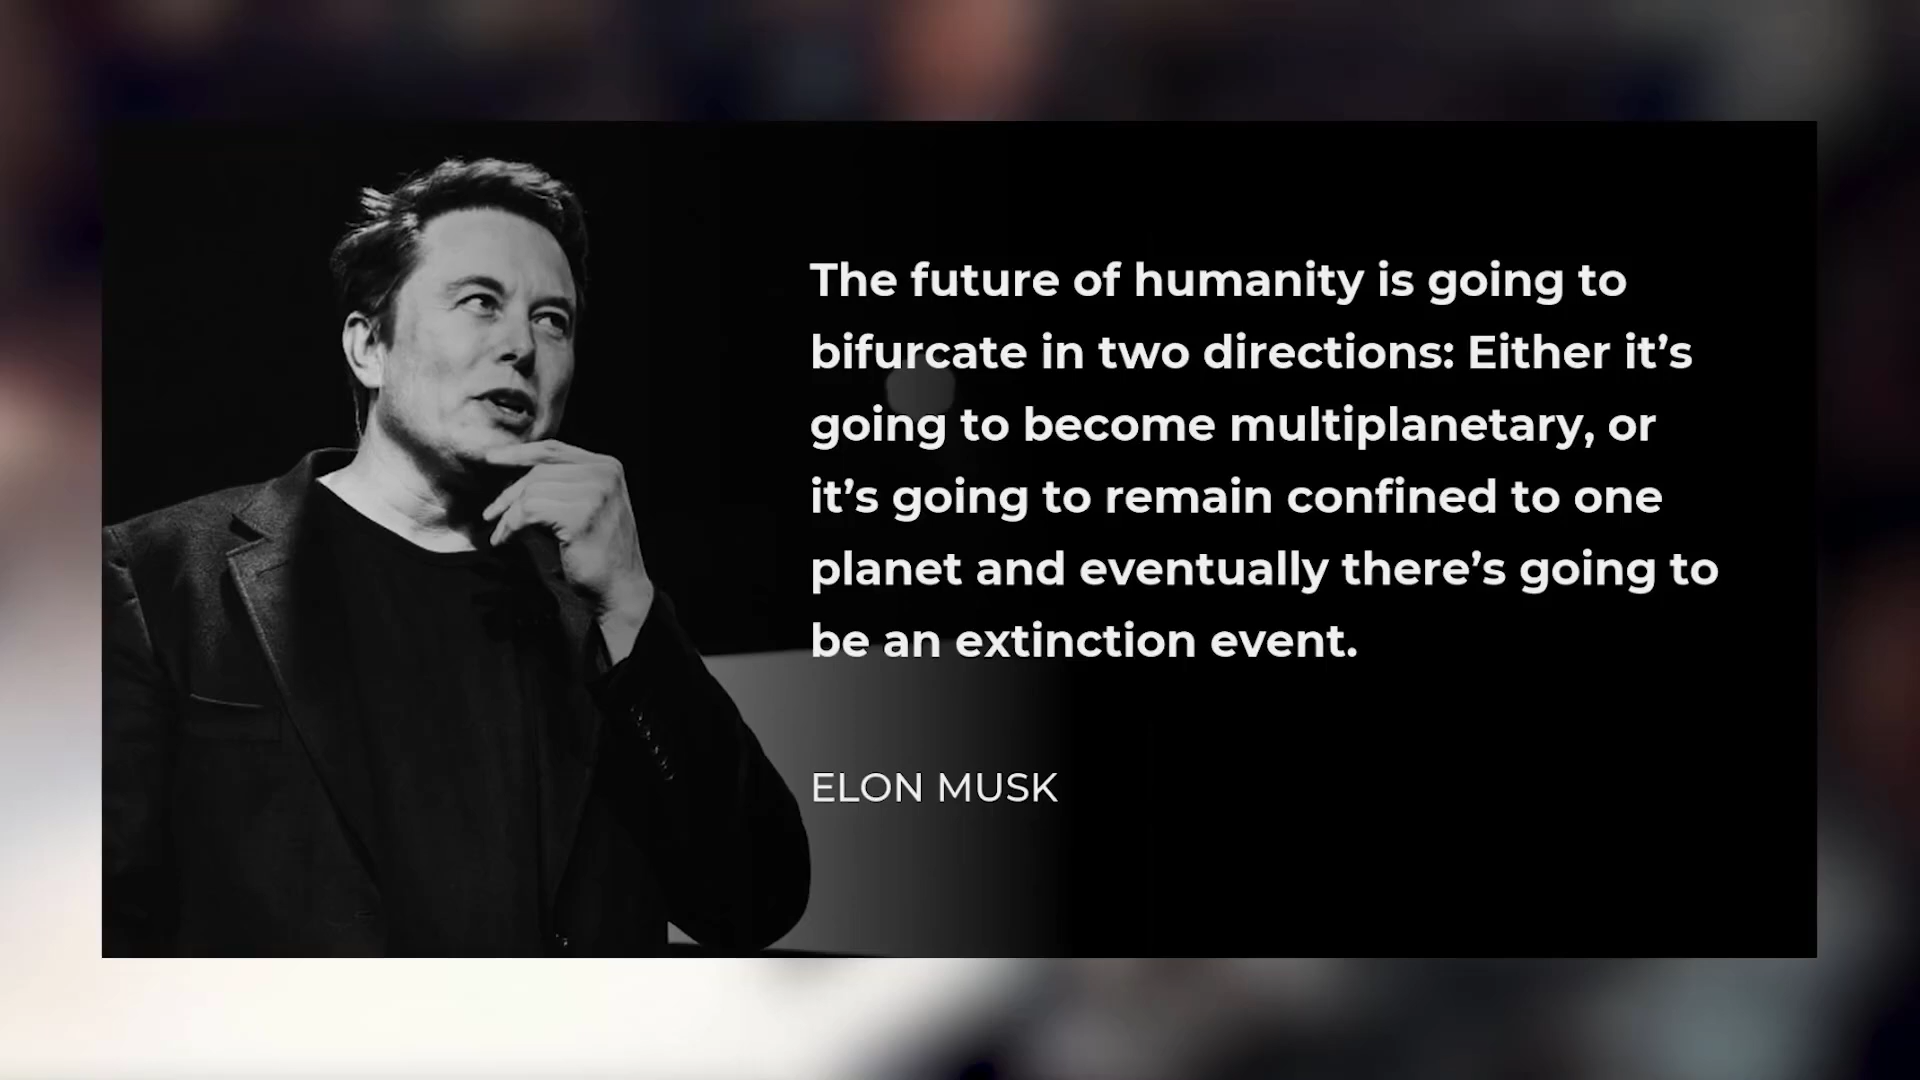 The future of humanity is going to
bifurcate in two directions: Either it’s
going to become multiplanetary, or
it’s going to remain confined to one
planet and eventually there’s going to
be an extinction event.
ELON MUSK